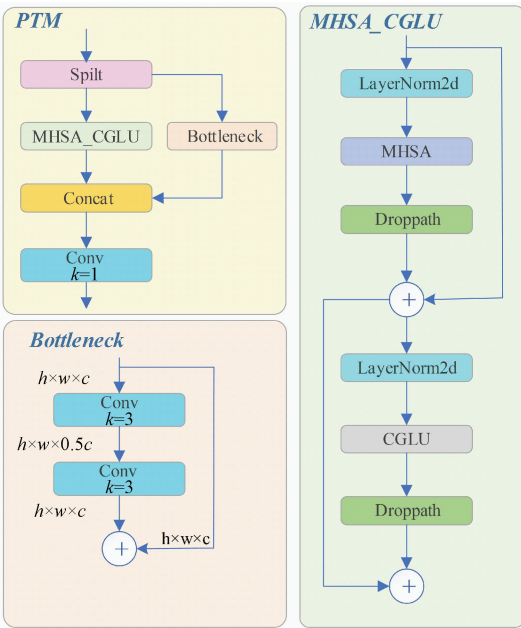 PTM
Spilt
MHSA_CGLU
Bottleneck
Concat
Conv
k=1
Bottleneck
h×w×c
Conv
k=3
h×w×0.5c
Conv
k=3
h×w×c
h×w×c
+
MHSA_CGLU
LayerNorm2d
MHSA
Droppath
+
LayerNorm2d
CGLU
Droppath
+